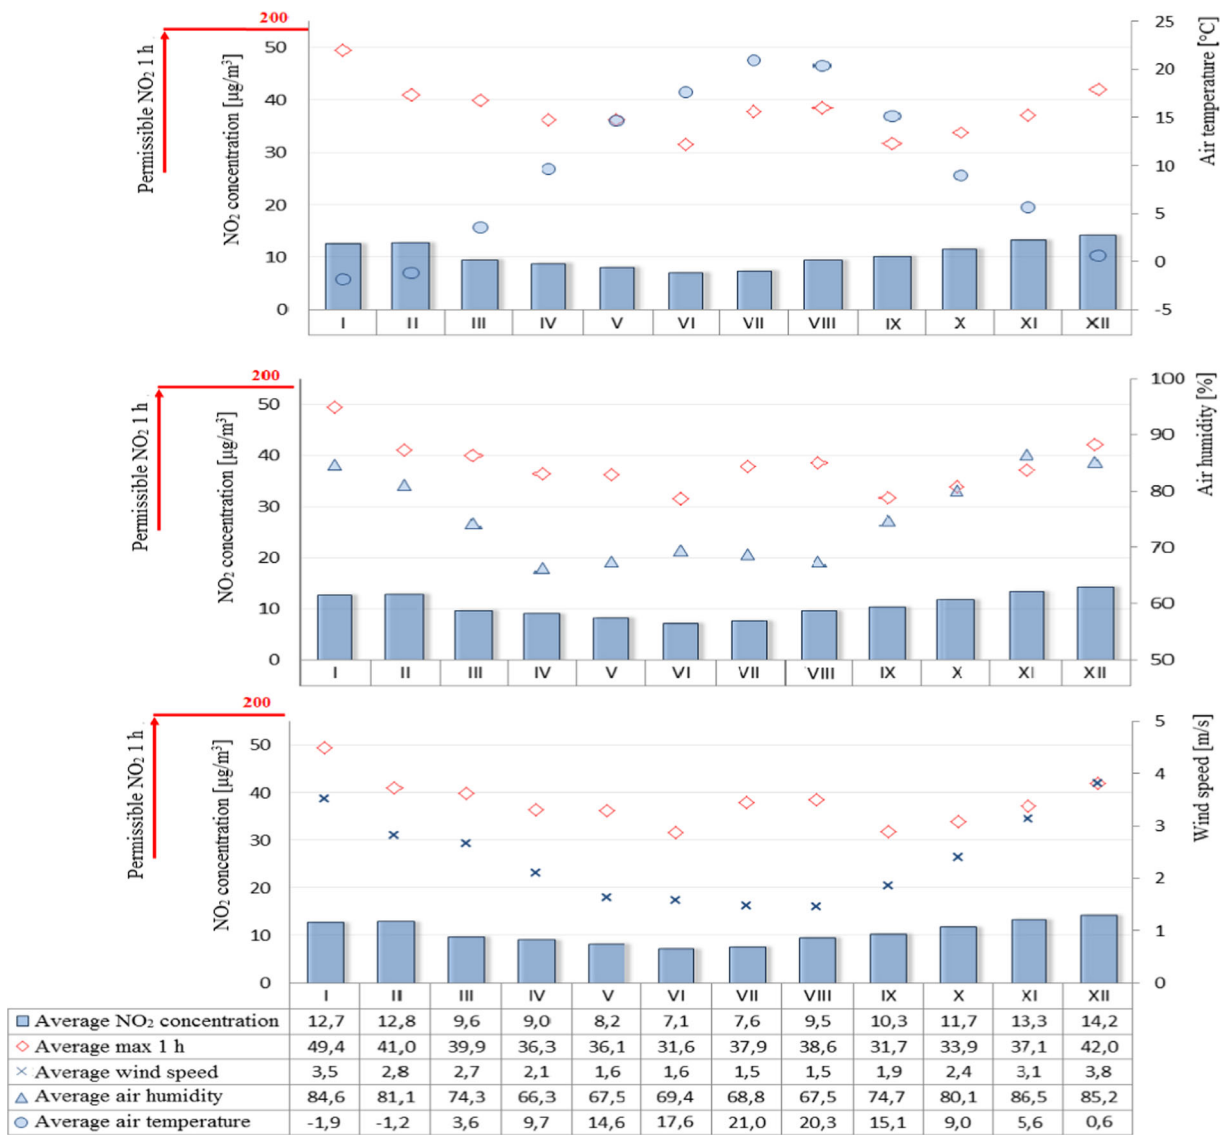 200
Permissible NO₂ 1 h
NO₂ concentration [µg/m³]
50
40
30
20
10
0
25
20
15
10
5
0
-5
Air temperature [°C]
I II III IV V VI VII VIII IX X XI XII
200
Permissible NO₂ 1 h
NO₂ concentration [µg/m³]
50
40
30
20
10
0
100
90
80
70
60
50
Air humidity [%]
I II III IV V VI VII VIII IX X XI XII
200
Permissible NO₂ 1 h
NO₂ concentration [µg/m³]
50
40
30
20
10
0
5
4
3
2
1
0
Wind speed [m/s]
I II III IV V VI VII VIII IX X XI XII
Average NO₂ concentration 12,7 12,8 9,6 9,0 8,2 7,1 7,6 9,5 10,3 11,7 13,3 14,2
Average max 1 h 49,4 41,0 39,9 36,3 36,1 31,6 37,9 38,6 31,7 33,9 37,1 42,0
Average wind speed 3,5 2,8 2,7 2,1 1,6 1,6 1,5 1,5 1,9 2,4 3,1 3,8
Average air humidity 84,6 81,1 74,3 66,3 67,5 69,4 68,8 67,5 74,7 80,1 86,5 85,2
Average air temperature -1,9 -1,2 3,6 9,7 14,6 17,6 21,0 20,3 15,1 9,0 5,6 0,6